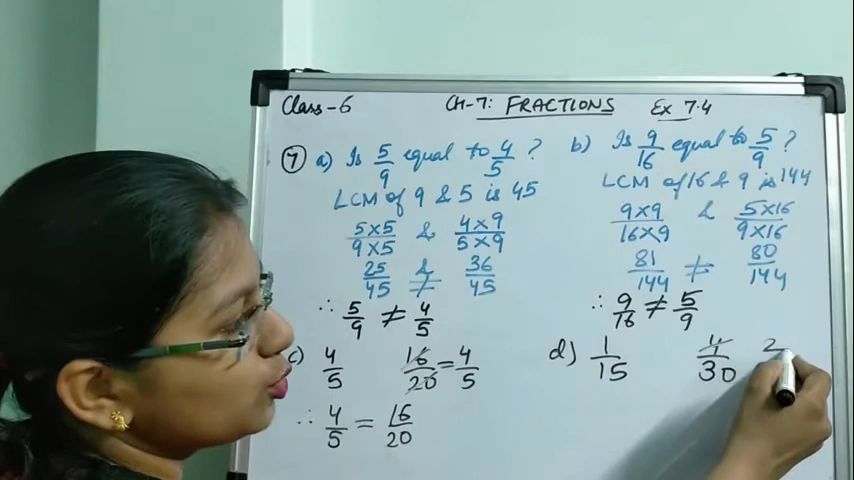 Class-6 CH-7: FRACTIONS Ex 7.4
7 a) Is 5/9 equal to 4/5 ?
LCM of 9 & 5 is 45
5×5/9×5 & 4×9/5×9
25/45 & ≠ 36/45
∴ 5/9 ≠ 4/5
c) 4/5 16/20 = 4/5
∴ 4/5 = 16/20
b) Is 9/16 equal to 5/9 ?
LCM of 16 & 9 is 144
9×9/16×9 & 5×16/9×16
81/144 ≠ 80/144
∴ 9/16 ≠ 5/9
d) 1/15 4/30 2